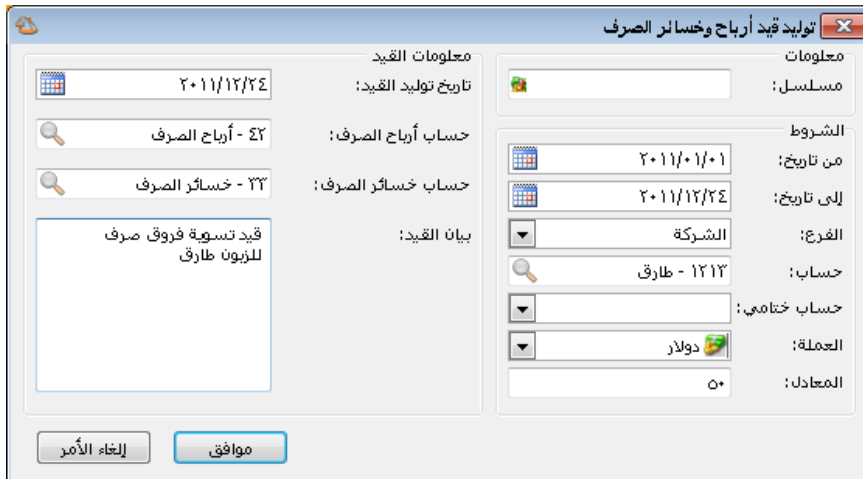 توليد قيد أرباح وخسائر الصرف
معلومات
مسلسل:
الشروط
من تاريخ: ٢٠١١/٠١/٠١
إلى تاريخ: ٢٠١١/١٢/٢٤
الفرع: الشركة
حساب: ١٢١٣ - طارق
حساب ختامي:
العملة: دولار
المعادل: ٥٠
معلومات القيد
تاريخ توليد القيد: ٢٠١١/١٢/٢٤
حساب أرباح الصرف: ٤٢ - أرباح الصرف
حساب خسائر الصرف: ٣٣ - خسائر الصرف
بيان القيد: قيد تسوية فروق صرف
للزبون طارق
موافق
إلغاء الأمر